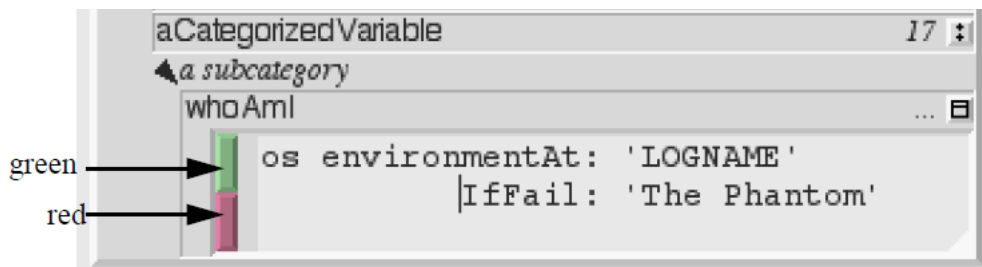 aCategorizedVariable 17
a subcategory
whoAmI ...
green os environmentAt: 'LOGNAME'
red IfFail: 'The Phantom'